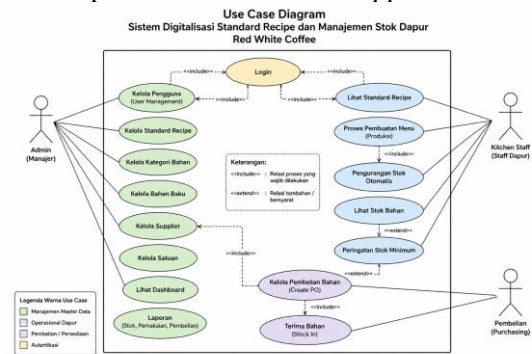 Use Case Diagram
Sistem Digitalisasi Standard Recipe dan Manajemen Stok Dapur
Red White Coffee
Login
<<include>>
<<include>>
<<include>>
<<include>>
Kelola Pengguna
(User Management)
Lihat Standard Recipe
Kelola Standard Recipe
Proses Pembuatan Menu
(Produksi)
Admin
(Manajer)
Kitchen Staff
(Staff Dapur)
Keterangan:
<<include>> : Relasi proses yang
wajib dilakukan
<<extend>> : Relasi tambahan /
bersyarat
<<include>>
Kelola Kategori Bahan
Pengurangan Stok
Otomatis
Kelola Bahan Baku
Lihat Stok Bahan
Kelola Supplier
<<extend>>
Peringatan Stok Minimum
Kelola Satuan
<<include>>
<<extend>>
Lihat Dashboard
Kelola Pembelian Bahan
(Create PO)
<<include>>
Laporan
(Stok, Pemakaian, Pembelian)
Terima Bahan
(Stock In)
Pembelian
(Purchasing)
Legenda Warna Use Case
Manajemen Master Data
Operasional Dapur
Pembelian / Persediaan
Autentikasi